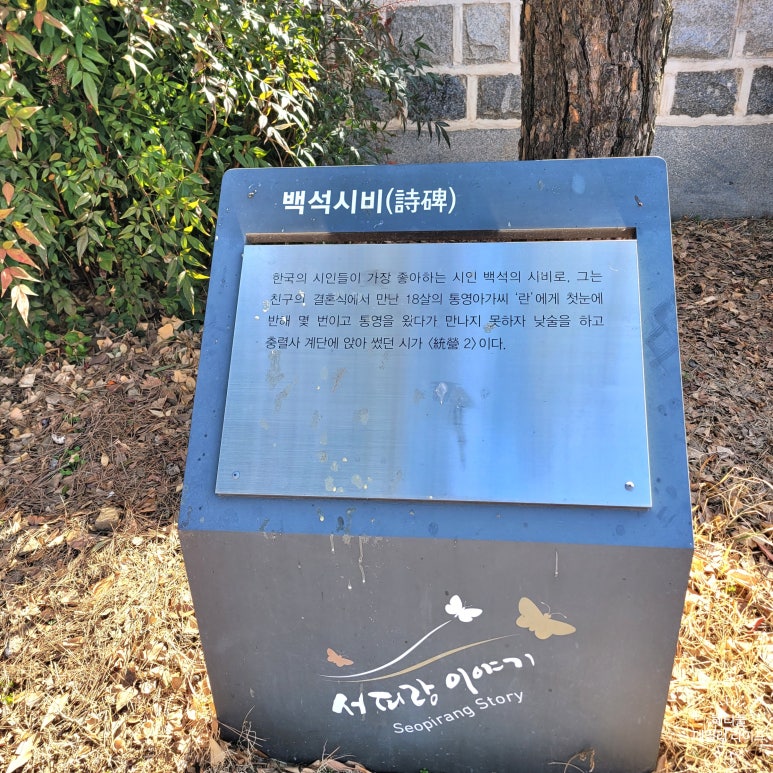 백석시비(詩碑)
한국의 시인들이 가장 좋아하는 시인 백석의 시비로, 그는
친구의 결혼식에서 만난 18살의 통영아가씨 '란'에게 첫눈에
반해 몇 번이고 통영을 왔다가 만나지 못하자 낮술을 하고
충렬사 계단에 앉아 썼던 시가 〈統營 2〉이다.
서피랑 이야기
Seopirang Story